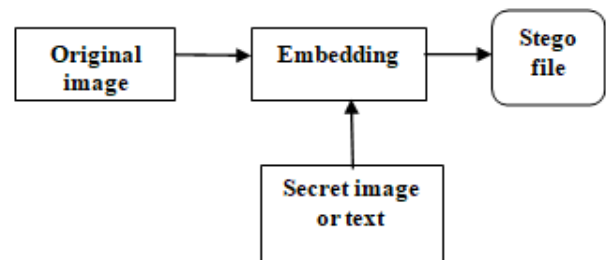 Original
image
Embedding
Stego
file
Secret image
or text